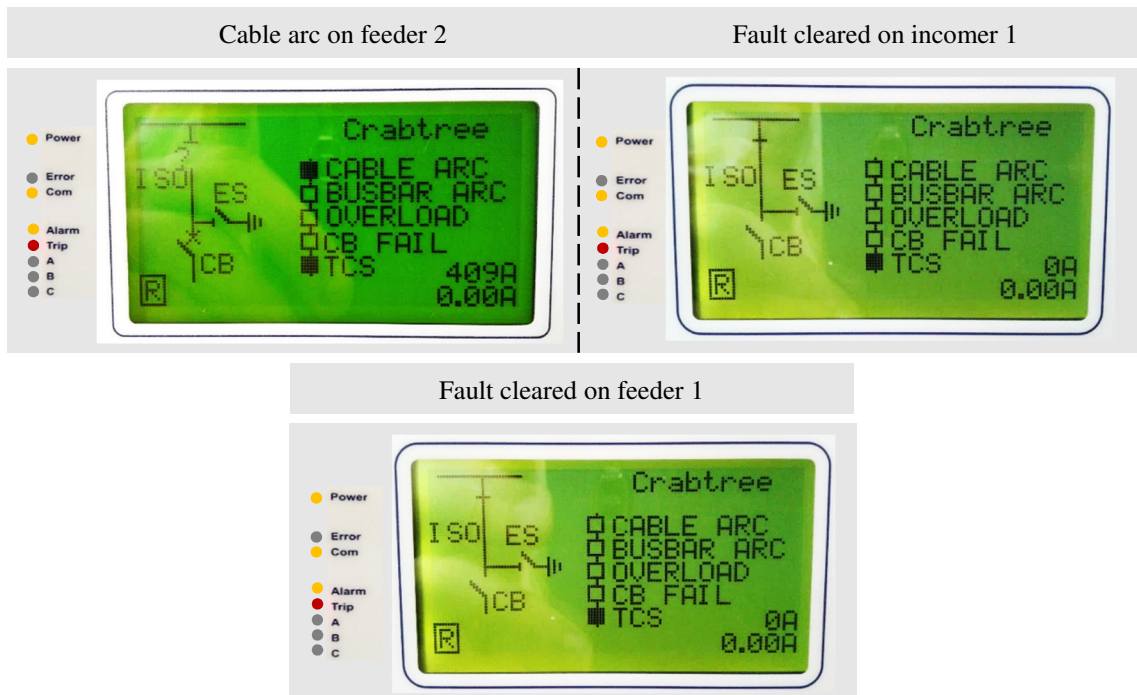 Cable arc on feeder 2
Power
Error
Com
Alarm
Trip
A
B
C
Crabtree
ISO
ES
CB
R
CABLE ARC
BUSBAR ARC
OVERLOAD
CB FAIL
TCS
409A
0.00A
Fault cleared on incomer 1
Power
Error
Com
Alarm
Trip
A
B
C
Crabtree
ISO
ES
CB
R
CABLE ARC
BUSBAR ARC
OVERLOAD
CB FAIL
TCS
0A
0.00A
Fault cleared on feeder 1
Power
Error
Com
Alarm
Trip
A
B
C
Crabtree
ISO
ES
CB
R
CABLE ARC
BUSBAR ARC
OVERLOAD
CB FAIL
TCS
0A
0.00A